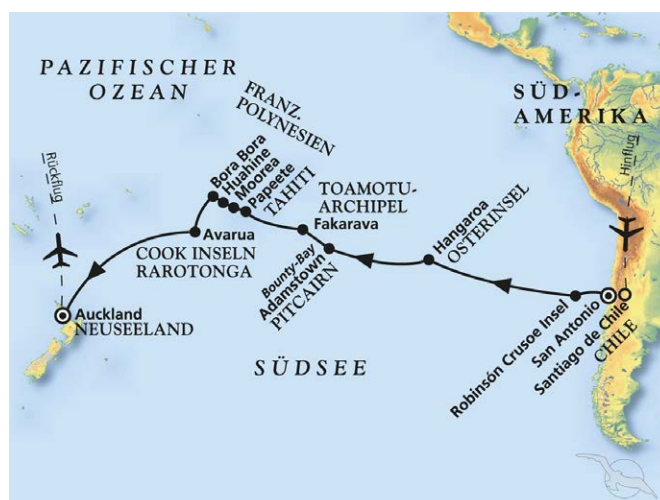 PAZIFISCHER
OZEAN
FRANZ.
POLYNESIEN
SÜD-
AMERIKA
Rückflug
Hinflug
Bora Bora
Huahine
Moorea
Papeete
TAHITI
TOAMOTU-
ARCHIPEL
Fakarava
Hangaroa
OSTERINSEL
Avarua
COOK INSELN
RAROTONGA
Bounty-Bay
Adamstown
PITCAIRN
Auckland
NEUSEELAND
SÜDSEE
Robinsón Crusoe Insel
San Antonio
Santiago de Chile
CHILE